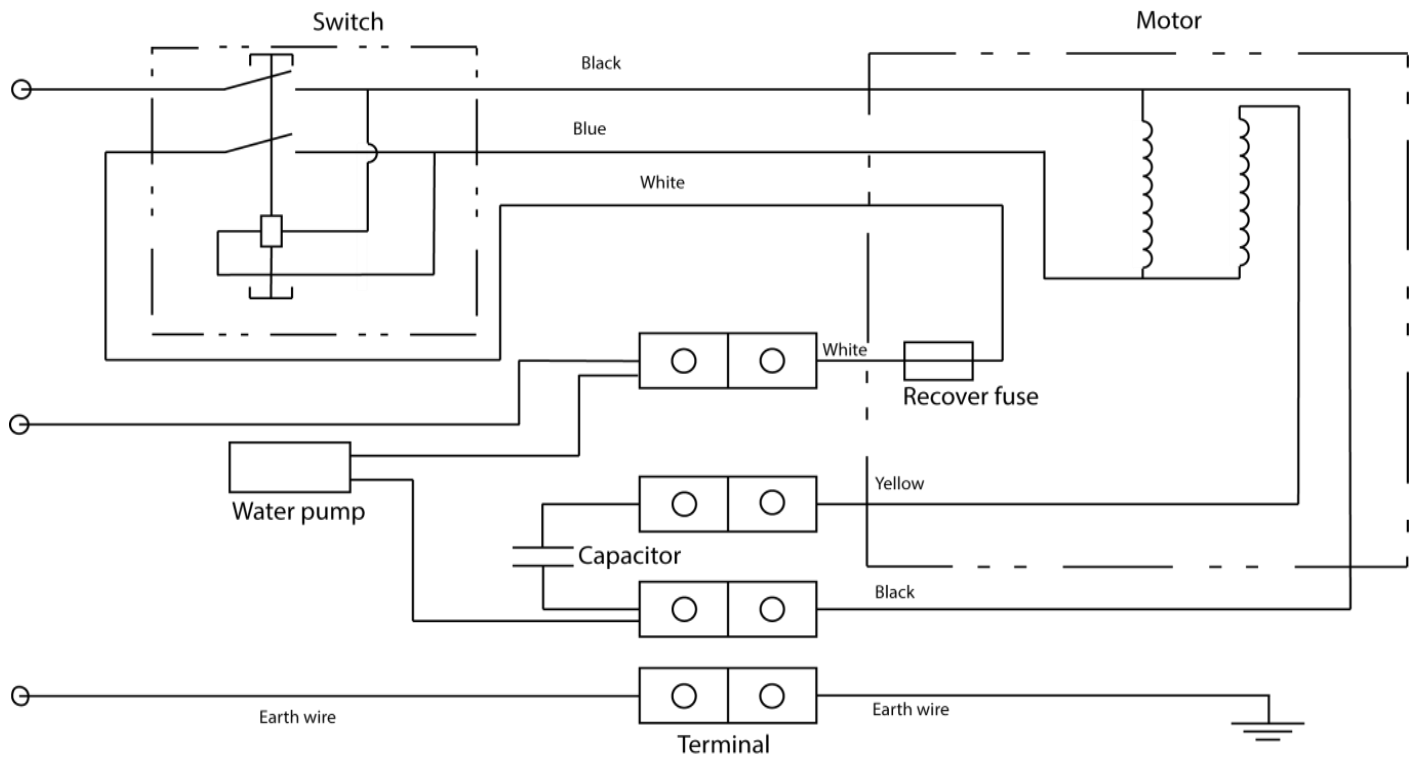 Switch
Motor
Black
Blue
White
White
Recover fuse
Water pump
Yellow
Capacitor
Black
Earth wire
Earth wire
Terminal